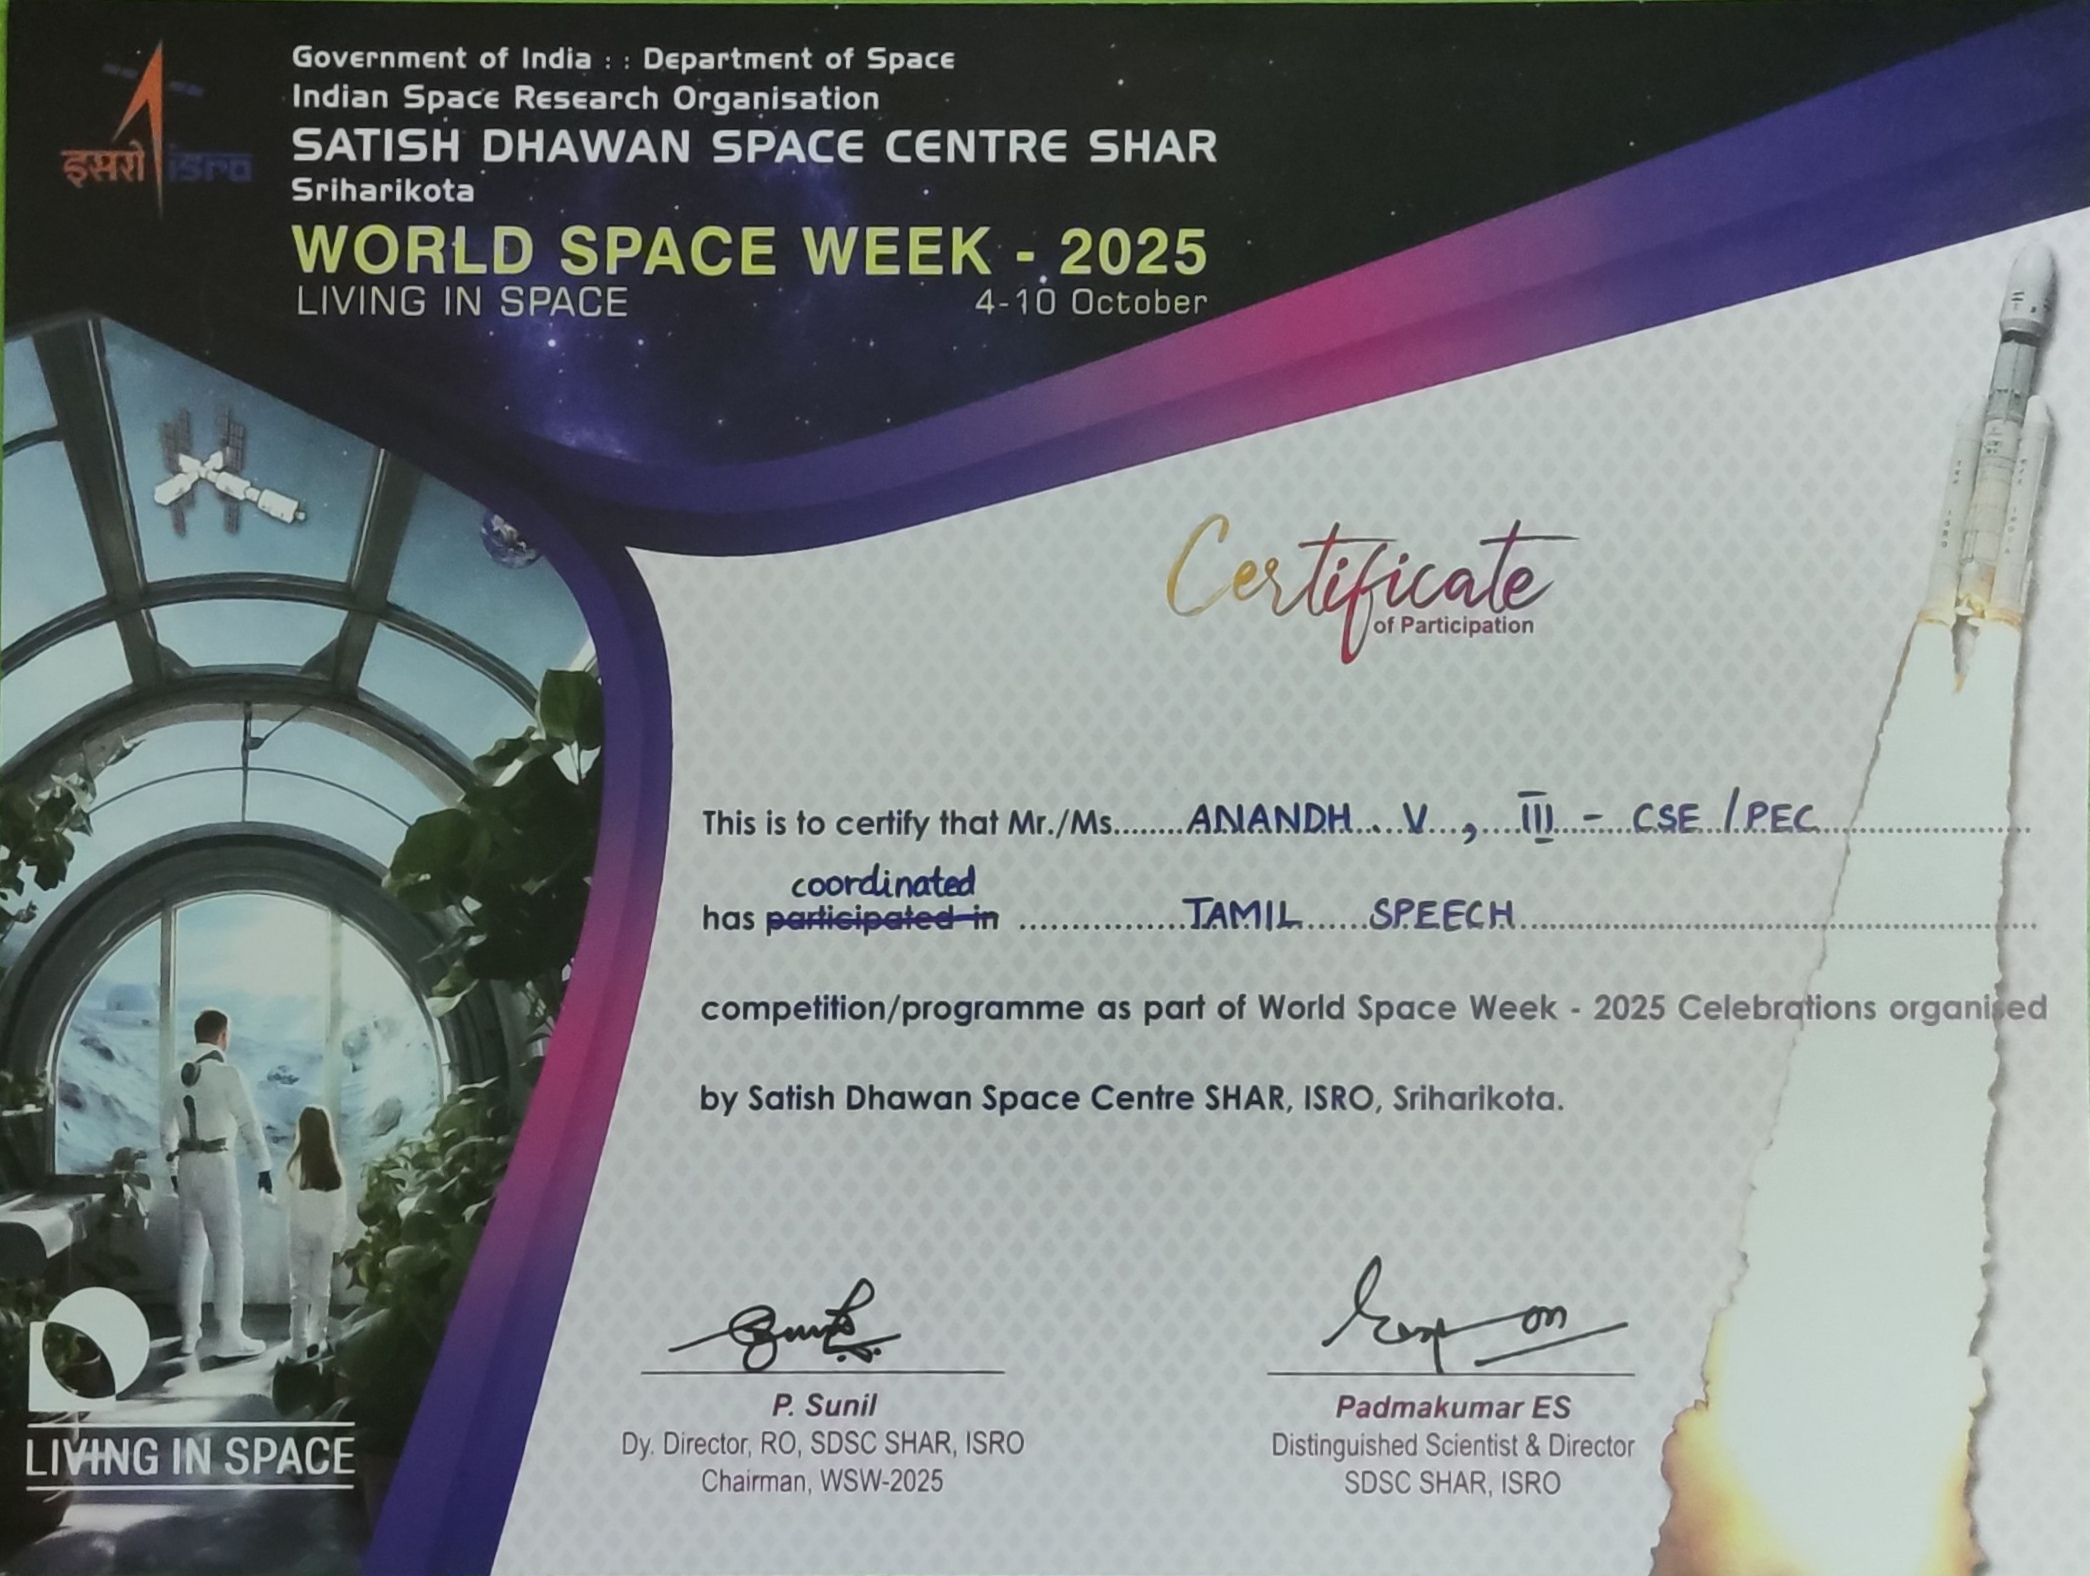 Government of India : : Department of Space
Indian Space Research Organisation
SATISH DHAWAN SPACE CENTRE SHAR
Sriharikota
इसरो isro
WORLD SPACE WEEK - 2025
LIVING IN SPACE 4-10 October
Certificate
of Participation
This is to certify that Mr./Ms........ANANDH...V...,....III...-...CSE./.PEC........................
coordinated
has participated in ................TAMIL......SPEECH............................................................
competition/programme as part of World Space Week - 2025 Celebrations organised
by Satish Dhawan Space Centre SHAR, ISRO, Sriharikota.
P. Sunil
Dy. Director, RO, SDSC SHAR, ISRO
Chairman, WSW-2025
Padmakumar ES
Distinguished Scientist & Director
SDSC SHAR, ISRO
LIVING IN SPACE